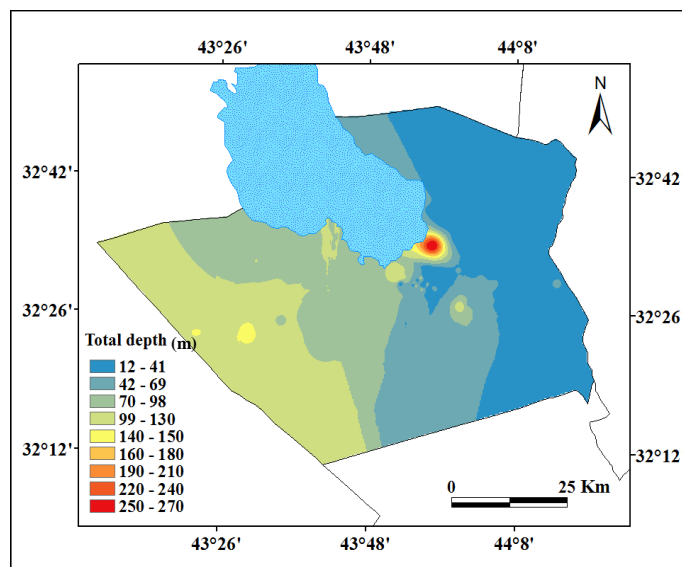 43°26' 43°48' 44°8'
N
32°42' 32°42'
32°26' 32°26'
Total depth (m)
12 - 41
42 - 69
70 - 98
99 - 130
140 - 150
160 - 180
190 - 210
220 - 240
250 - 270
32°12' 32°12'
0 25 Km
43°26' 43°48' 44°8'